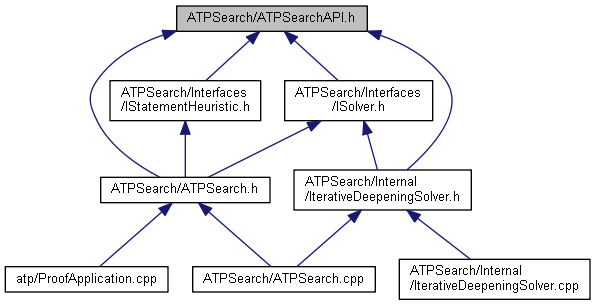 ATPSearch/ATPSearchAPI.h
ATPSearch/Interfaces
/IStatementHeuristic.h
ATPSearch/Interfaces
/ISolver.h
ATPSearch/ATPSearch.h
ATPSearch/Internal
/IterativeDeepeningSolver.h
atp/ProofApplication.cpp
ATPSearch/ATPSearch.cpp
ATPSearch/Internal
/IterativeDeepeningSolver.cpp